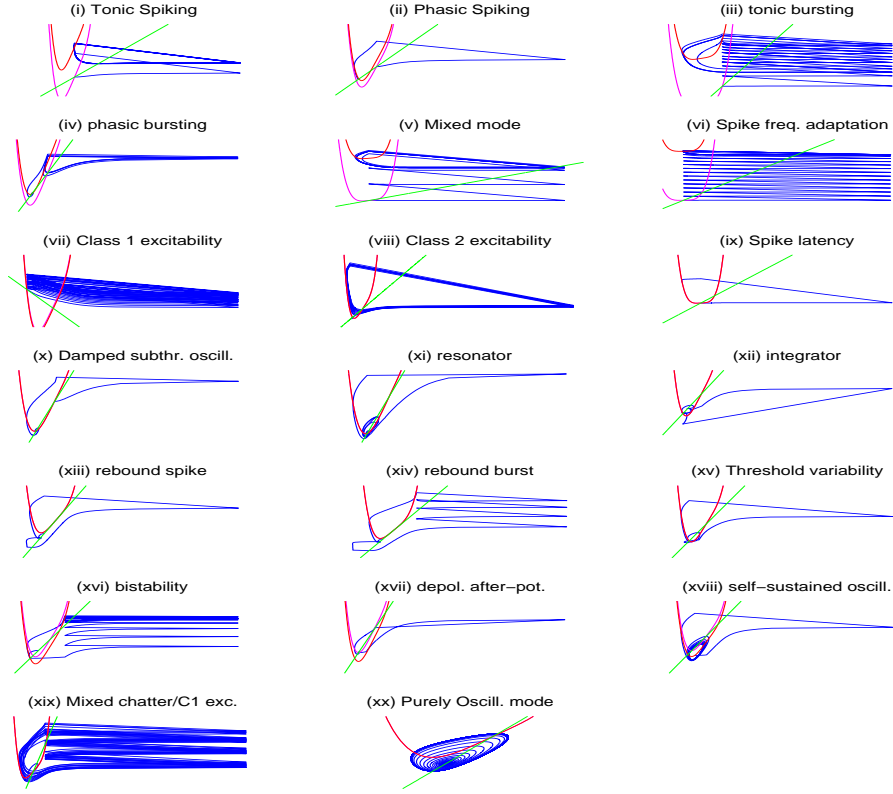 (i) Tonic Spiking
(ii) Phasic Spiking
(iii) tonic bursting
(iv) phasic bursting
(v) Mixed mode
(vi) Spike freq. adaptation
(vii) Class 1 excitability
(viii) Class 2 excitability
(ix) Spike latency
(x) Damped subthr. oscill.
(xi) resonator
(xii) integrator
(xiii) rebound spike
(xiv) rebound burst
(xv) Threshold variability
(xvi) bistability
(xvii) depol. after−pot.
(xviii) self−sustained oscill.
(xix) Mixed chatter/C1 exc.
(xx) Purely Oscill. mode